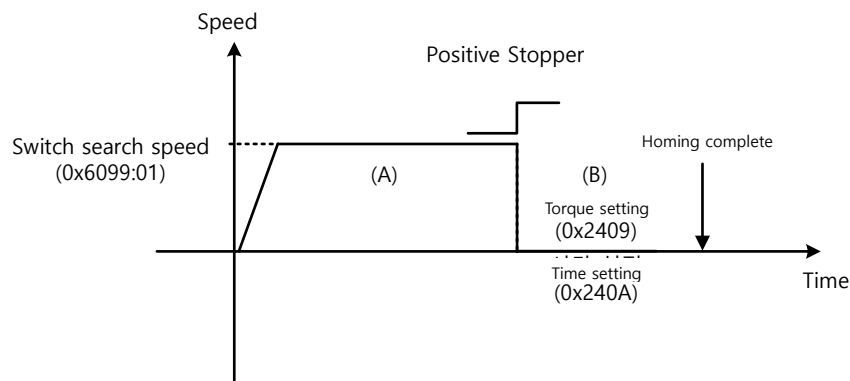 Speed
Positive Stopper
Switch search speed
(0x6099:01)
Homing complete
(A)
(B)
Torque setting
(0x2409)
Time setting
(0x240A)
Time